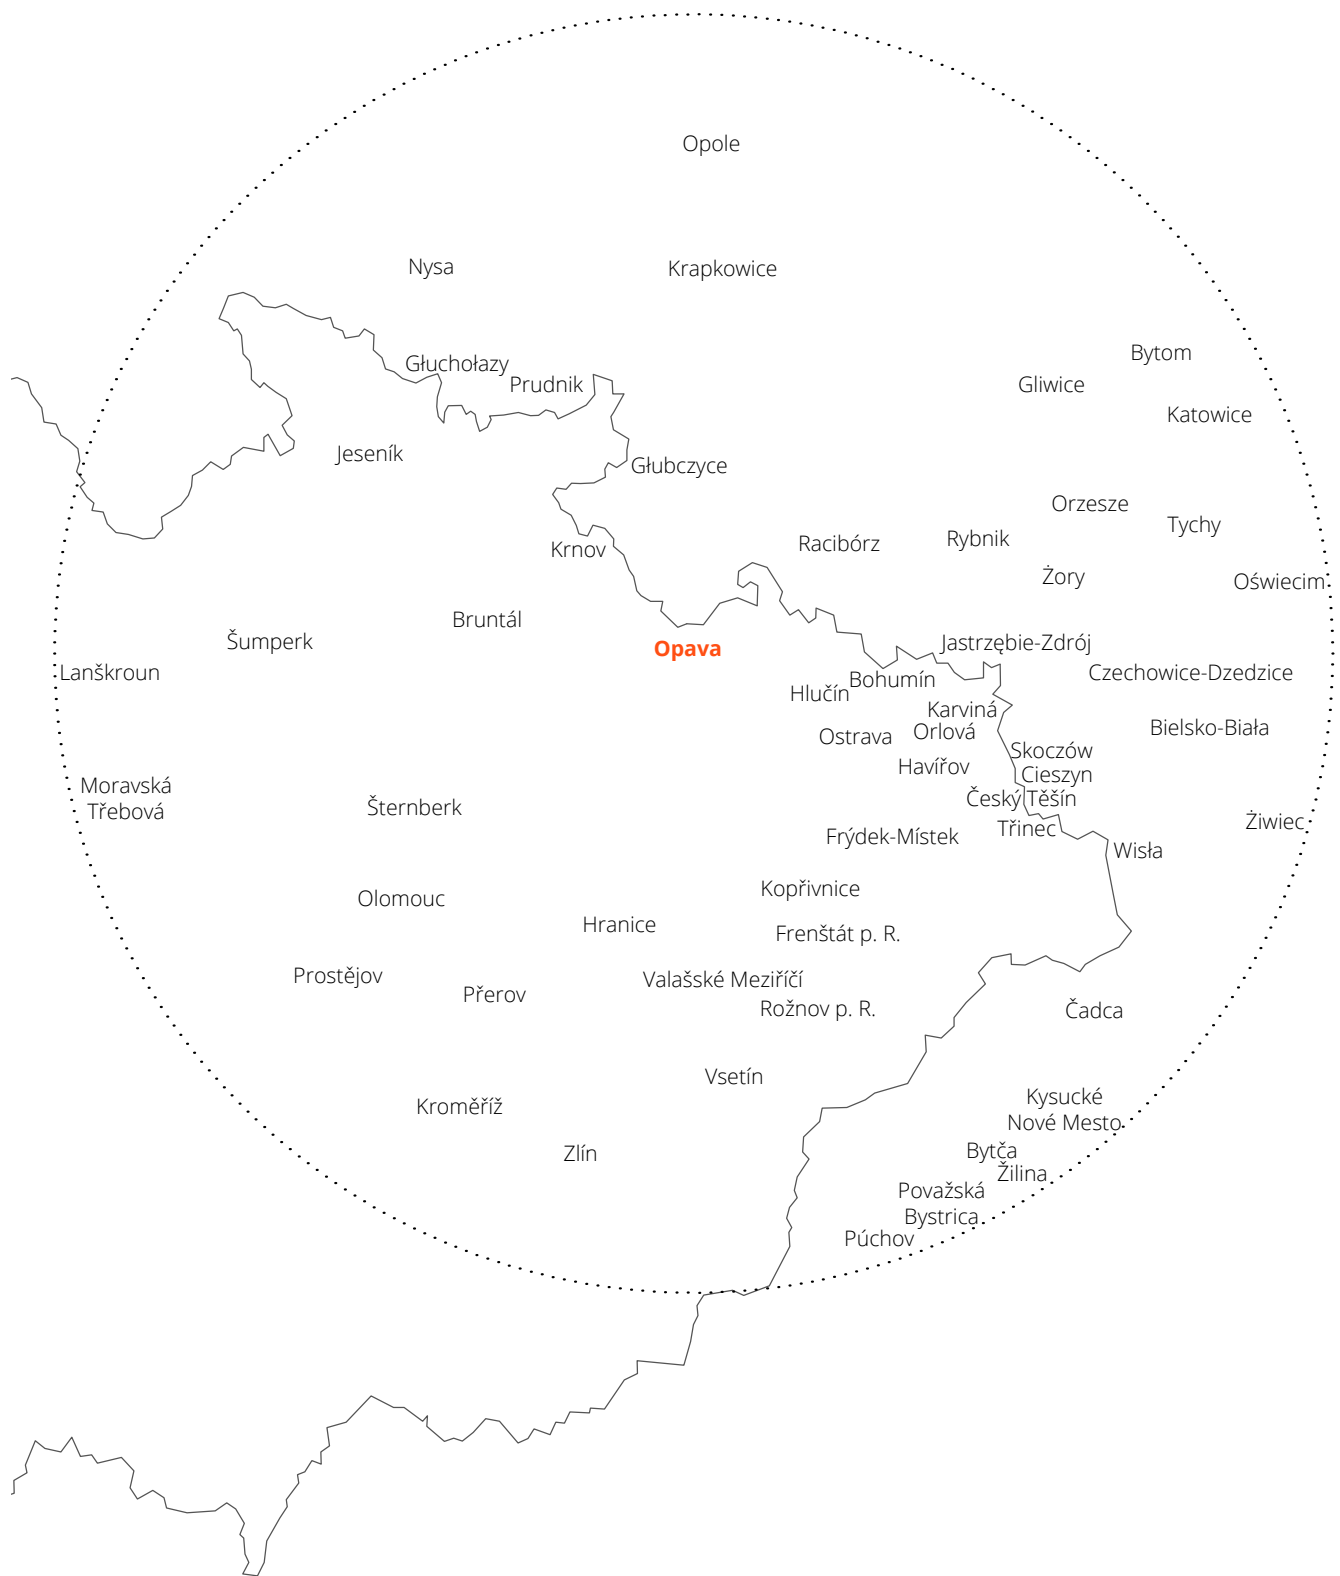 Opole
Nysa
Krapkowice
Bytom
Głuchołazy
Prudnik
Gliwice
Katowice
Jeseník
Głubczyce
Orzesze
Tychy
Krnov
Racibórz
Rybnik
Żory
Oświecim
Bruntál
Šumperk
Opava
Jastrzębie-Zdrój
Lanškroun
Czechowice-Dzedzice
Hlučín
Bohumín
Karviná
Orlová
Ostrava
Bielsko-Biała
Skoczów
Havířov
Cieszyn
Moravská
Třebová
Český Těšín
Šternberk
Třinec
Žiwiec
Frýdek-Místek
Wisła
Kopřivnice
Olomouc
Hranice
Frenštát p. R.
Prostějov
Valašské Meziříčí
Přerov
Rožnov p. R.
Čadca
Vsetín
Kysucké
Nové Mesto
Kroměříž
Zlín
Bytča
Žilina
Považská
Bystrica
Púchov